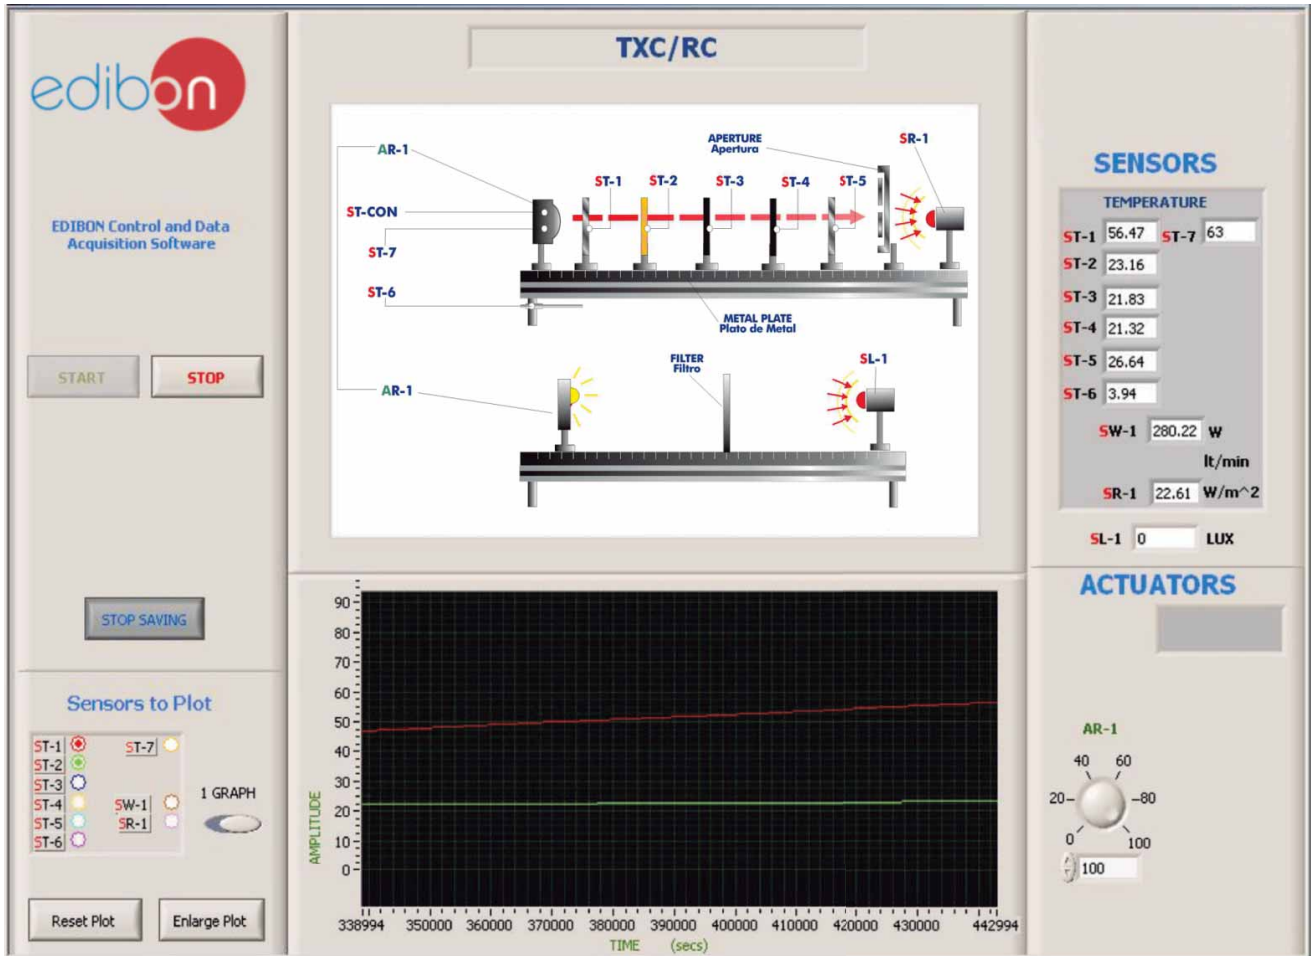 edibon
EDIBON Control and Data
Acquisition Software
START
STOP
STOP SAVING
Sensors to Plot
ST-1
ST-7
ST-2
ST-3
ST-4
SW-1
ST-5
SR-1
ST-6
1 GRAPH
Reset Plot
Enlarge Plot
TXC/RC
AR-1
APERTURE
Apertura
SR-1
ST-1
ST-2
ST-3
ST-4
ST-5
ST-CON
ST-7
ST-6
METAL PLATE
Plato de Metal
FILTER
Filtro
SL-1
AR-1
90
80
70
60
50
40
30
20
10
0
AMPLITUDE
338994 350000 360000 370000 380000 390000 400000 410000 420000 430000 442994
TIME (secs)
SENSORS
TEMPERATURE
ST-1 56.47 ST-7 63
ST-2 23.16
ST-3 21.83
ST-4 21.32
ST-5 26.64
ST-6 3.94
SW-1 280.22 W
lt/min
SR-1 22.61 W/m^2
SL-1 0 LUX
ACTUATORS
AR-1
40 60
20 80
0 100
100